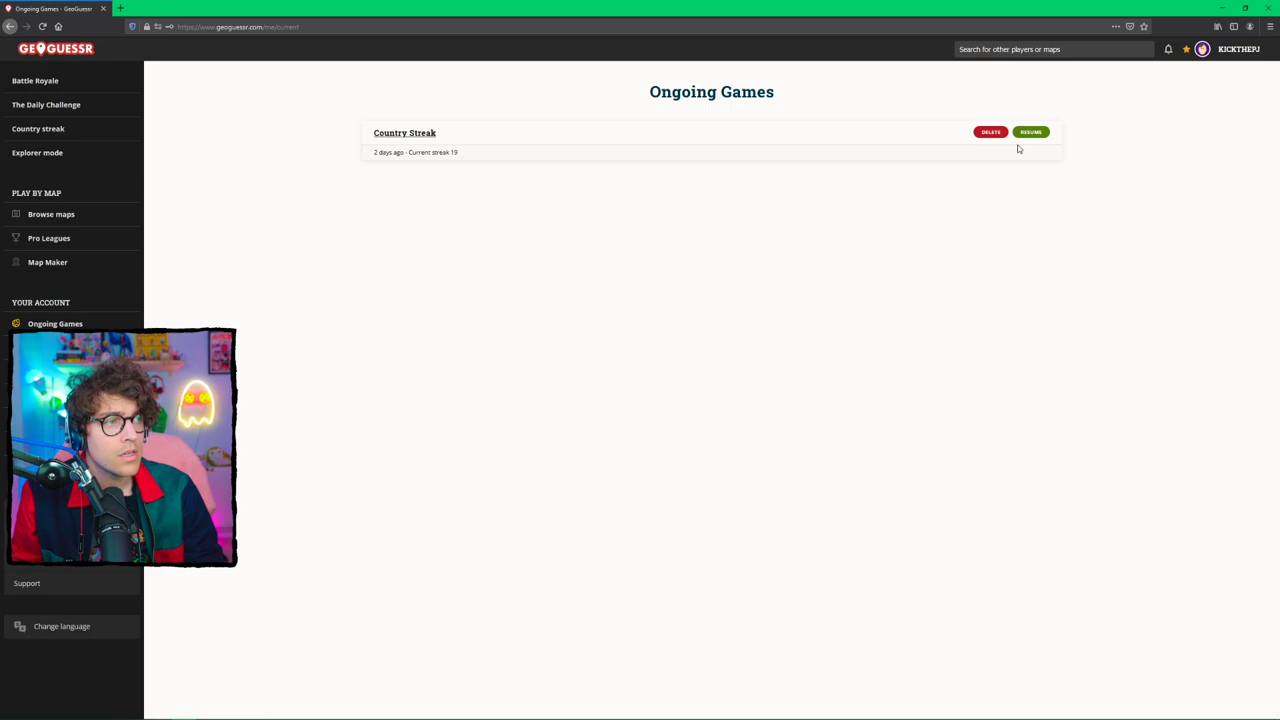 Ongoing Games - GeoGuessr
https://www.geoguessr.com/me/current
GEOGUESSR
Search for other players or maps
KICKTHEPJ
Battle Royale
The Daily Challenge
Country streak
Explorer mode
PLAY BY MAP
Browse maps
Pro Leagues
Map Maker
YOUR ACCOUNT
Ongoing Games
Support
Change language
Ongoing Games
Country Streak
DELETE
RESUME
2 days ago - Current streak 19